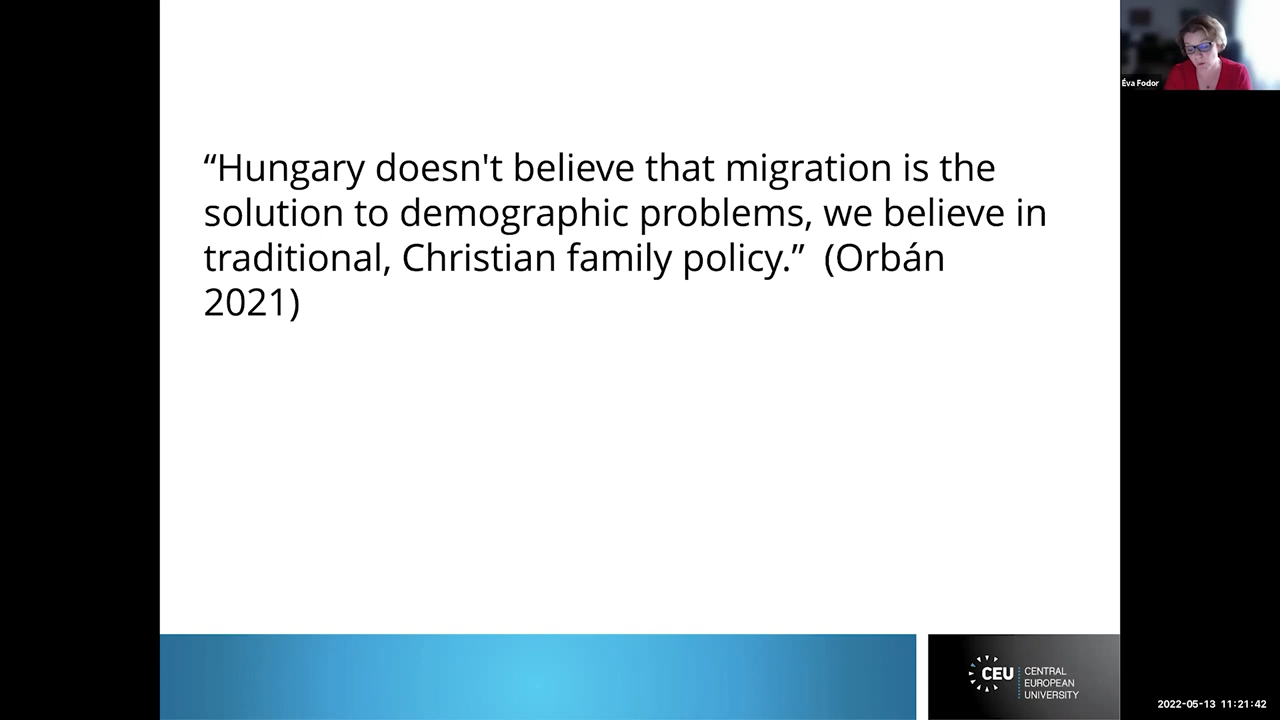 Éva Fodor
“Hungary doesn't believe that migration is the
solution to demographic problems, we believe in
traditional, Christian family policy.” (Orbán
2021)
CEU
CENTRAL
EUROPEAN
UNIVERSITY
2022-05-13 11:21:42